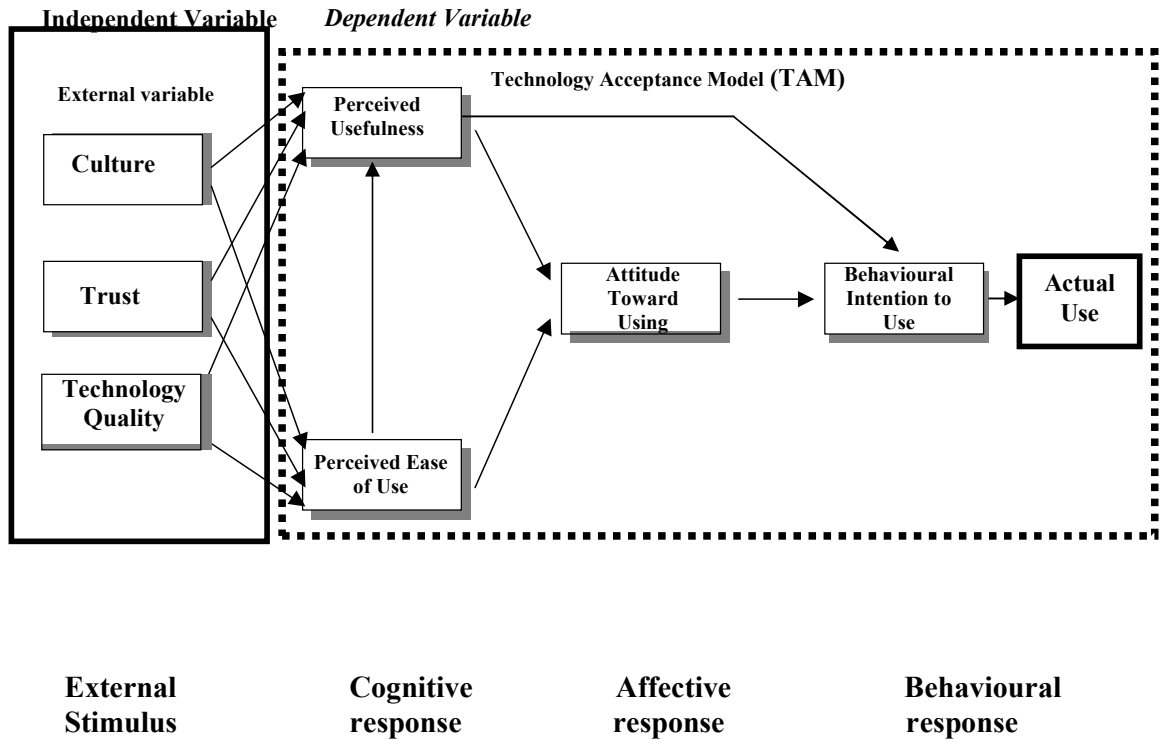 Independent Variable
Dependent Variable
Technology Acceptance Model (TAM)
External variable
Perceived
Usefulness
Culture
Trust
Attitude
Toward
Using
Behavioural
Intention to
Use
Actual
Use
Technology
Quality
Perceived Ease
of Use
External
Stimulus
Cognitive
response
Affective
response
Behavioural
response